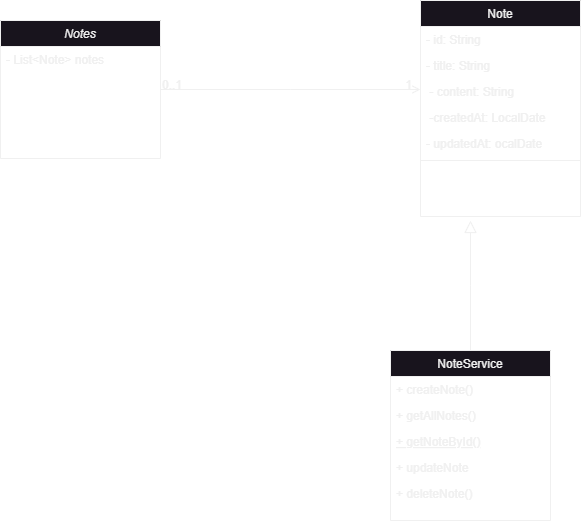 Notes
- List<Note> notes
0..1
1
Note
- id: String
- title: String
- content: String
-createdAt: LocalDate
- updatedAt: ocalDate
NoteService
+ createNote()
+ getAllNotes()
+ getNoteById()
+ updateNote
+ deleteNote()